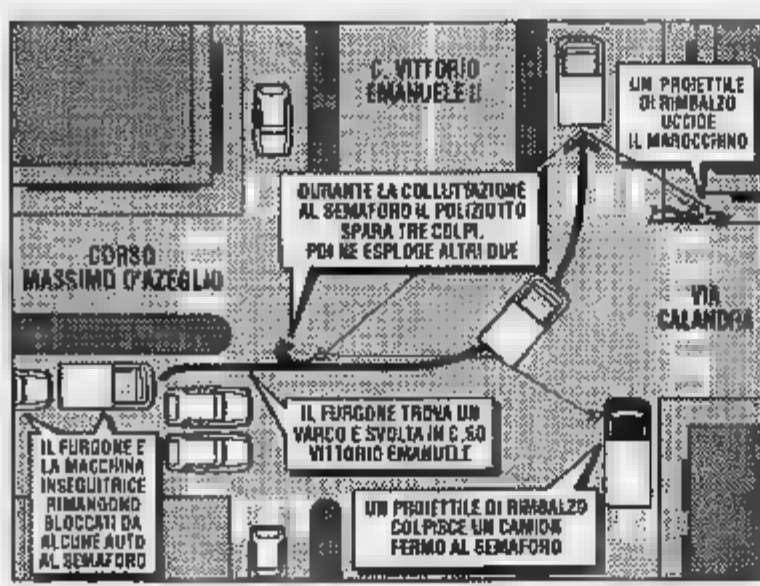 C. VITTORIO
EMANUELE II
UN PROIETTILE
DI RIMBALZO
UCCIDE
IL MAROCCHINO
DURANTE LA COLLUTTAZIONE
AL SEMAFORO IL POLIZIOTTO
SPARA TRE COLPI.
POI NE ESPLODE ALTRI DUE
CORSO
MASSIMO D'AZEGLIO
VIA
CALANDRA
IL FURGONE TROVA UN
VARCO E SVOLTA IN C.SO
VITTORIO EMANUELE
IL FURGONE E
LA MACCHINA
INSEGUITRICE
RIMANGONO
BLOCCATI DA
ALCUNE AUTO
AL SEMAFORO
UN PROIETTILE DI RIMBALZO
COLPISCE UN CAMION
FERMO AL SEMAFORO